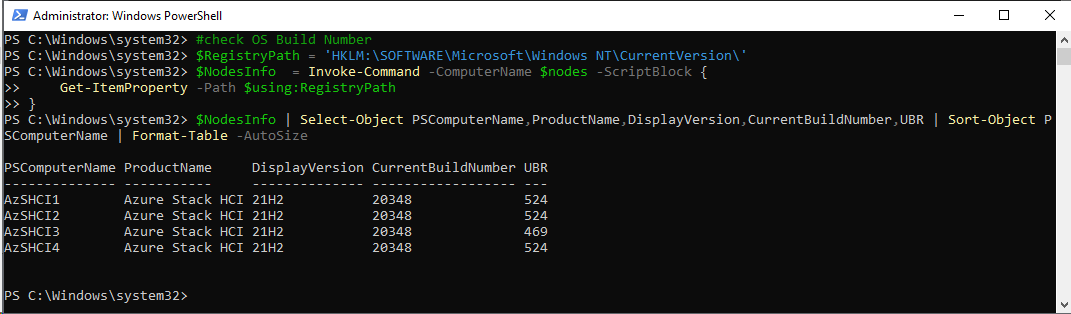 Administrator: Windows PowerShell
PS C:\Windows\system32> #check OS Build Number
PS C:\Windows\system32> $RegistryPath = 'HKLM:\SOFTWARE\Microsoft\Windows NT\CurrentVersion\'
PS C:\Windows\system32> $NodesInfo  = Invoke-Command -ComputerName $nodes -ScriptBlock {
>>     Get-ItemProperty -Path $using:RegistryPath
>> }
PS C:\Windows\system32> $NodesInfo | Select-Object PSComputerName,ProductName,DisplayVersion,CurrentBuildNumber,UBR | Sort-Object P
SComputerName | Format-Table -AutoSize
PSComputerName ProductName     DisplayVersion CurrentBuildNumber UBR
-------------- -----------     -------------- ------------------ ---
AzSHCI1        Azure Stack HCI 21H2           20348              524
AzSHCI2        Azure Stack HCI 21H2           20348              524
AzSHCI3        Azure Stack HCI 21H2           20348              469
AzSHCI4        Azure Stack HCI 21H2           20348              524
PS C:\Windows\system32>